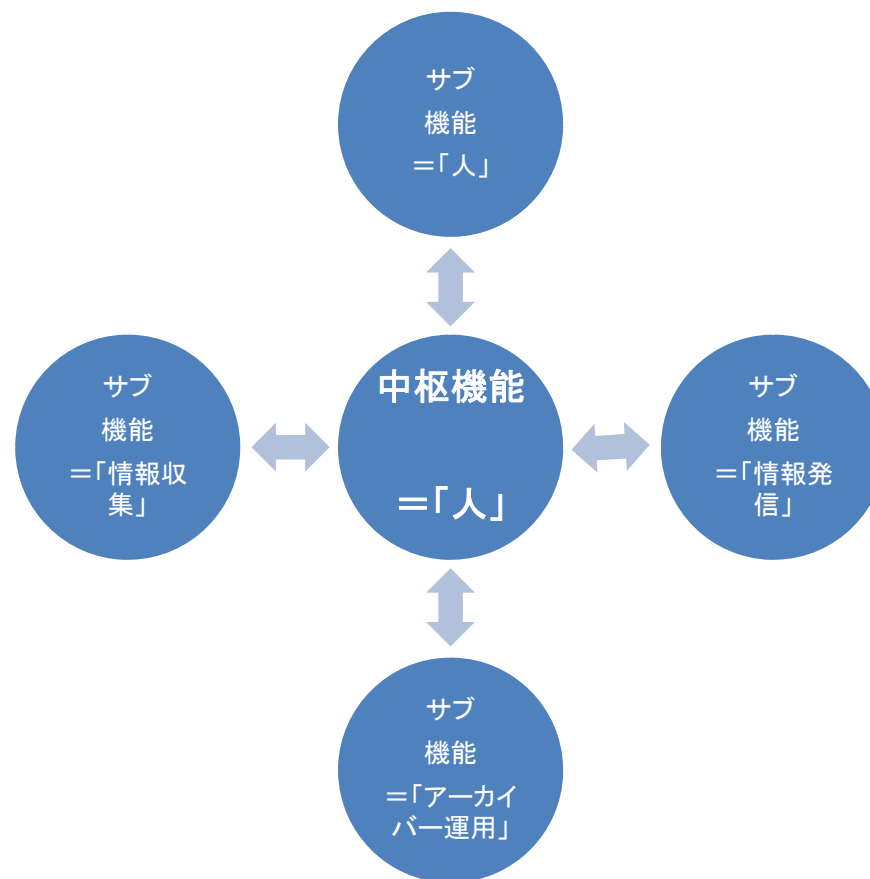 サブ
機能
＝｢人｣
中枢機能
＝｢人｣
サブ
機能
＝｢情報収
集｣
サブ
機能
＝｢情報発
信｣
サブ
機能
＝｢アーカイ
バー運用｣